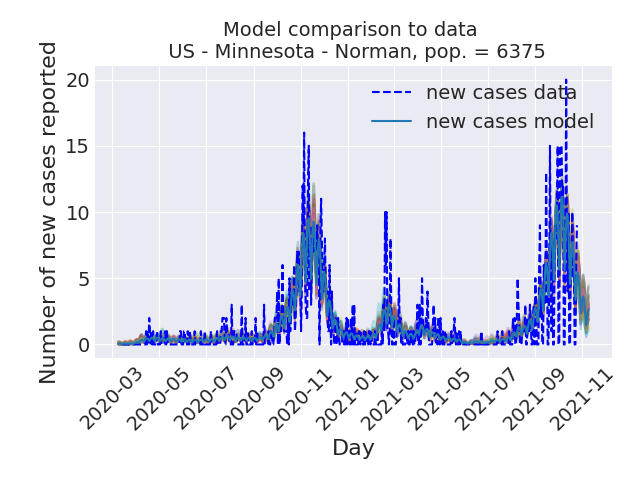 Model comparison to data
US - Minnesota - Norman, pop. = 6375
Number of new cases reported
20
15
10
5
0
new cases data
new cases model
2020-03
2020-05
2020-07
2020-09
2020-11
2021-01
2021-03
2021-05
2021-07
2021-09
2021-11
Day